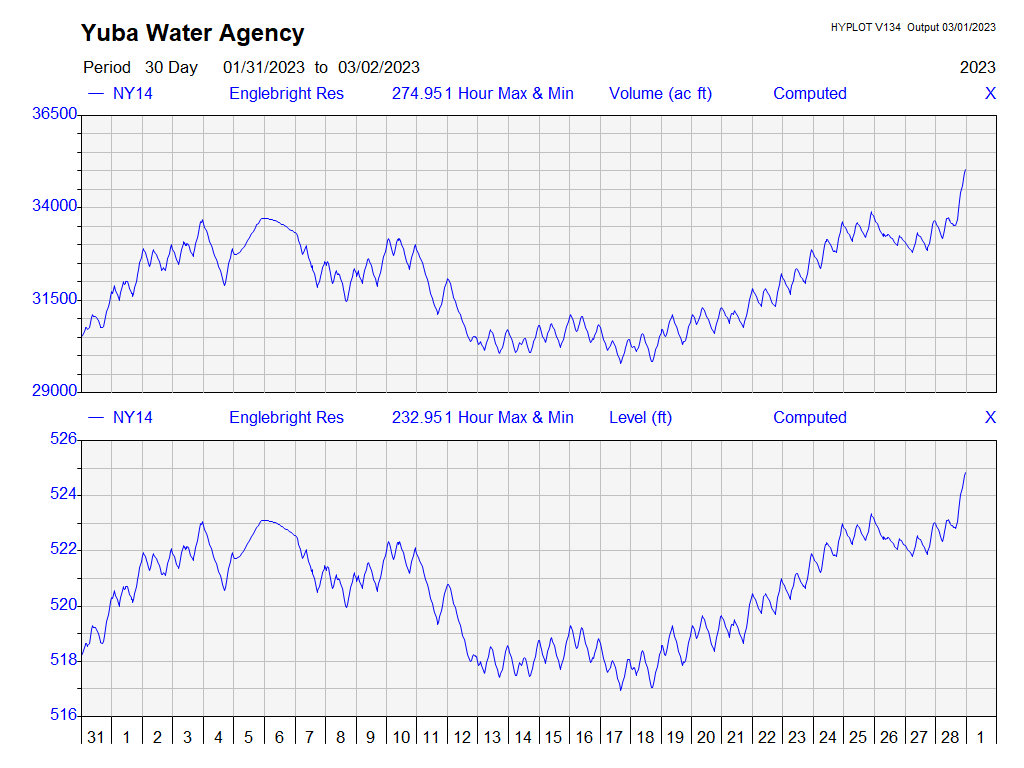 Yuba Water Agency
HYPLOT V134 Output 03/01/2023
Period 30 Day 01/31/2023 to 03/02/2023
2023
NY14 Englebright Res 274.951 Hour Max & Min Volume (ac ft) Computed X
36500
34000
31500
29000
NY14 Englebright Res 232.951 Hour Max & Min Level (ft) Computed X
526
524
522
520
518
516
31 1 2 3 4 5 6 7 8 9 10 11 12 13 14 15 16 17 18 19 20 21 22 23 24 25 26 27 28 1